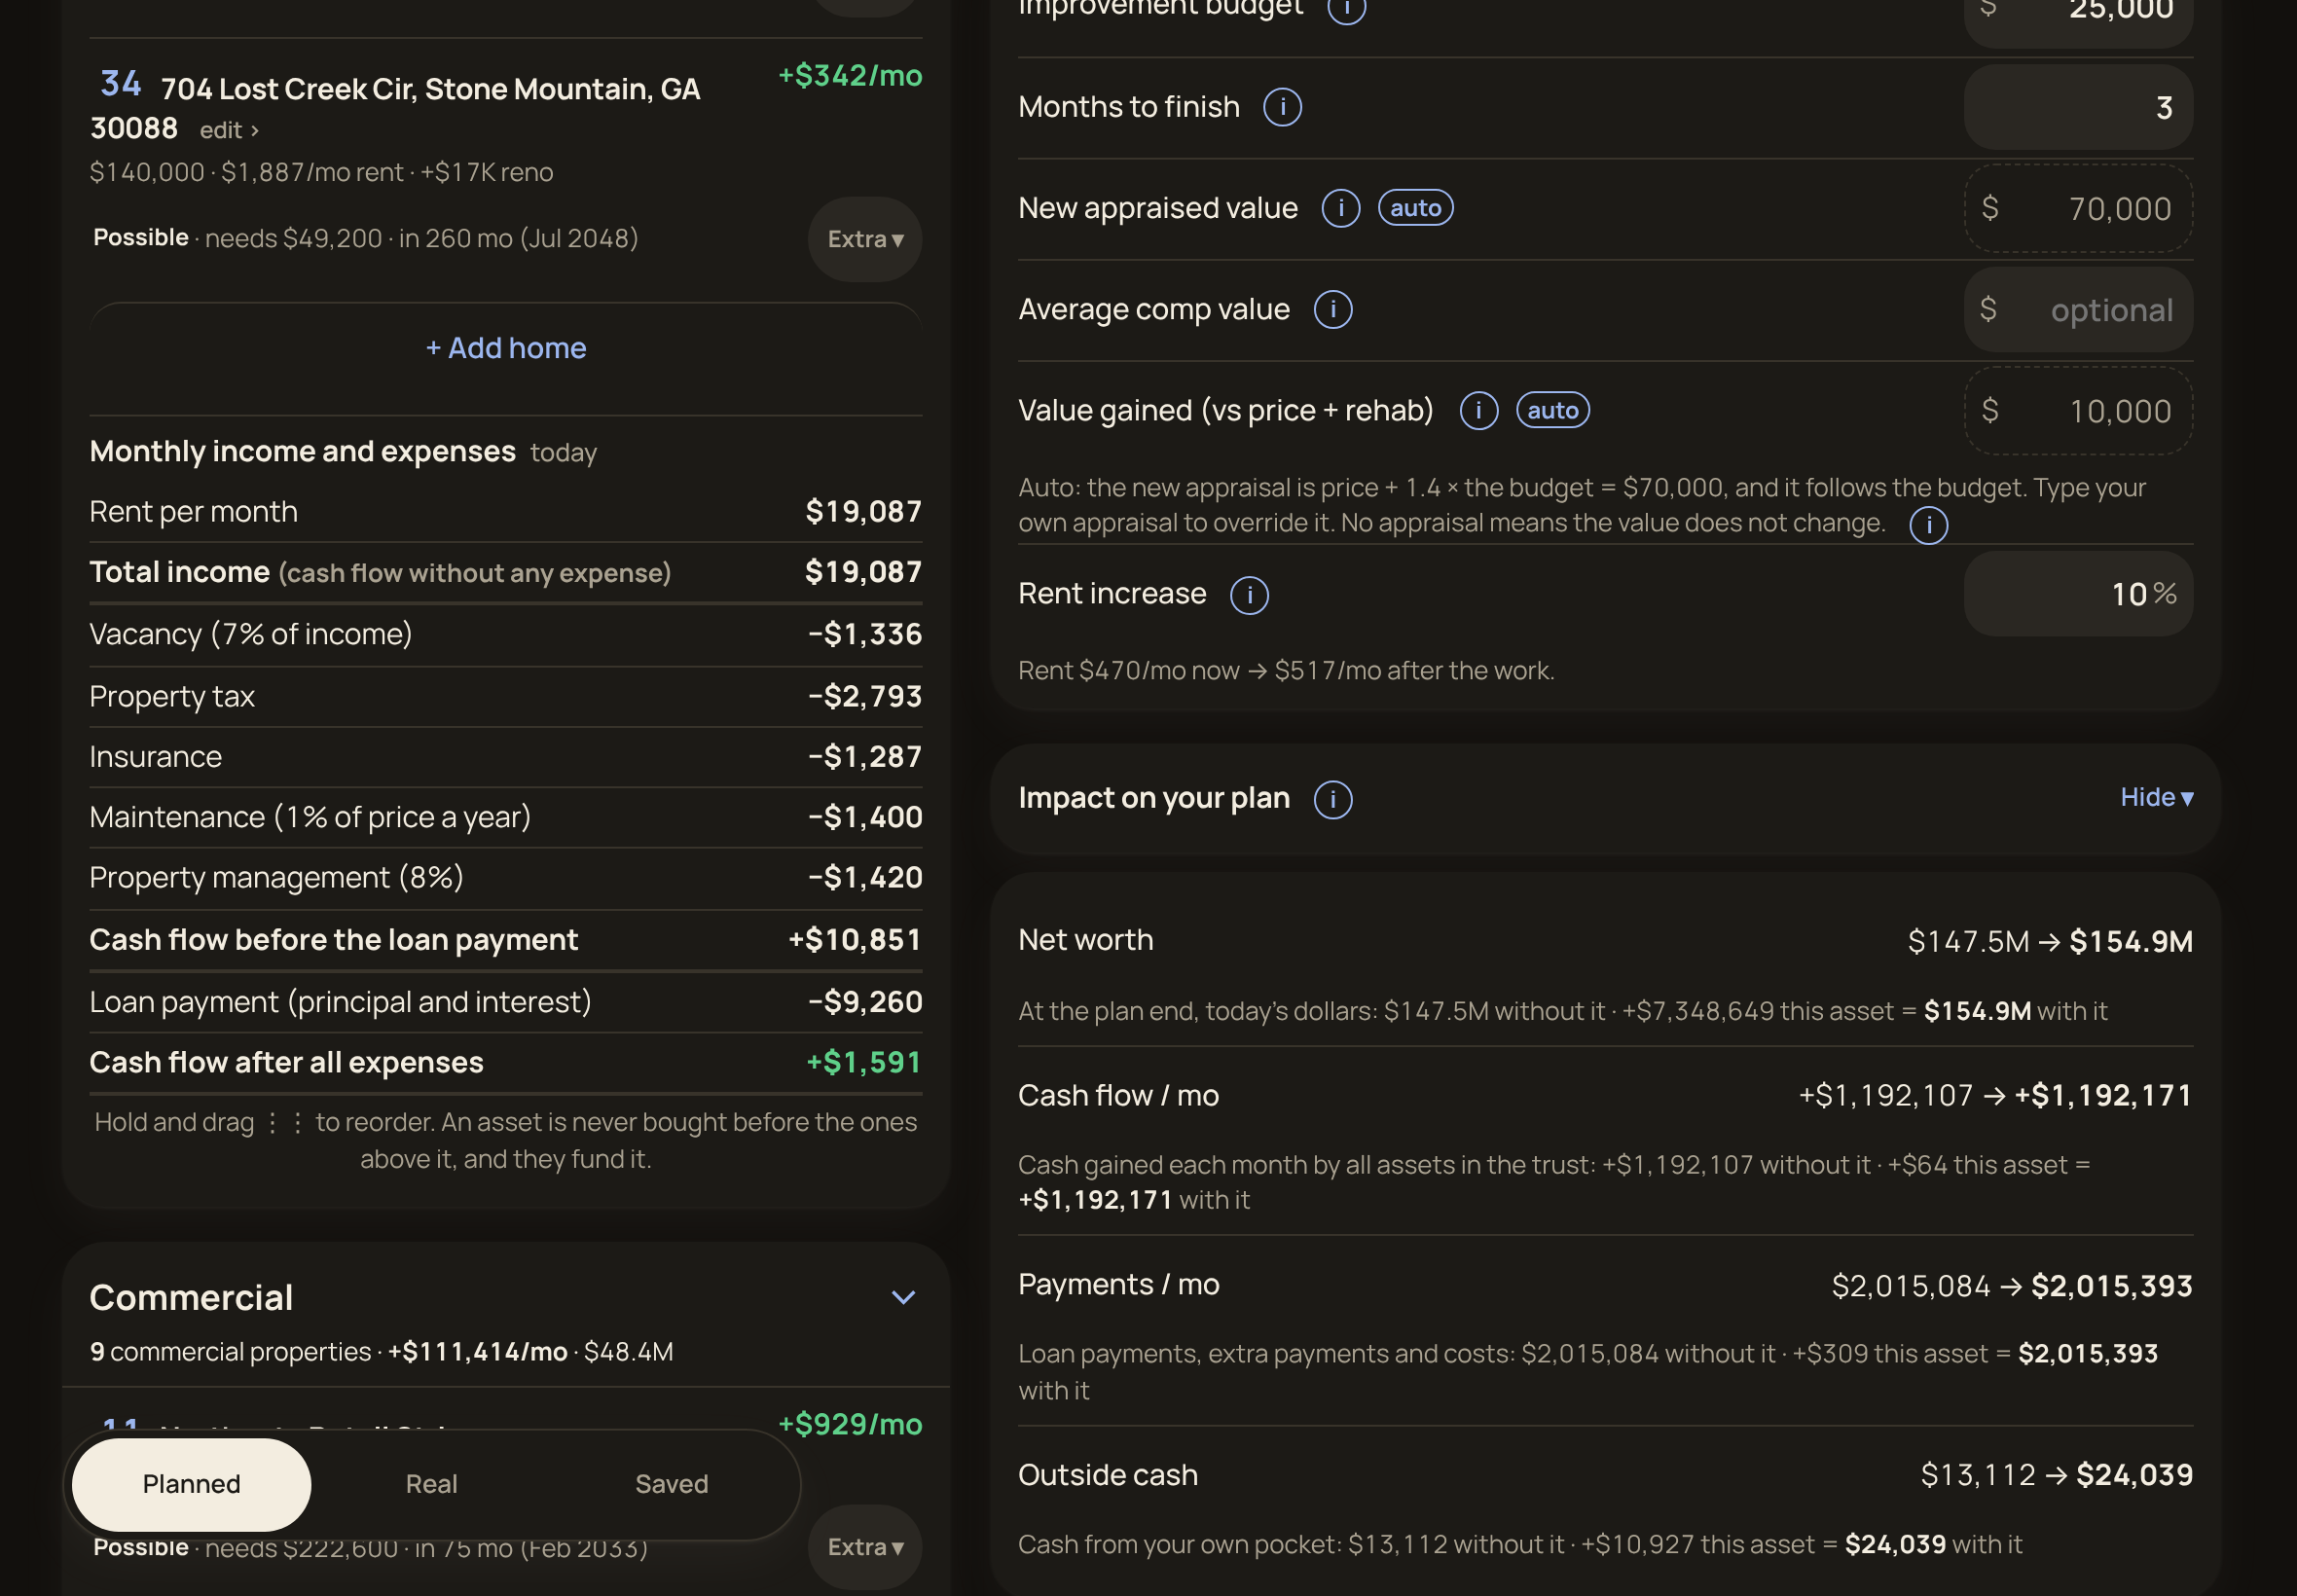 34 704 Lost Creek Cir, Stone Mountain, GA +$342/mo
30088 edit ›
$140,000 · $1,887/mo rent · +$17K reno
Possible · needs $49,200 · in 260 mo (Jul 2048) Extra ▾
+ Add home
Monthly income and expenses today
Rent per month $19,087
Total income (cash flow without any expense) $19,087
Vacancy (7% of income) −$1,336
Property tax −$2,793
Insurance −$1,287
Maintenance (1% of price a year) −$1,400
Property management (8%) −$1,420
Cash flow before the loan payment +$10,851
Loan payment (principal and interest) −$9,260
Cash flow after all expenses +$1,591
Hold and drag ⋮⋮ to reorder. An asset is never bought before the ones
above it, and they fund it.
Commercial
9 commercial properties · +$111,414/mo · $48.4M
11 +$929/mo
Planned Real Saved
Possible · needs $222,600 · in 75 mo (Feb 2033) Extra ▾
Improvement budget i $ 25,000
Months to finish i 3
New appraised value i auto $ 70,000
Average comp value i $ optional
Value gained (vs price + rehab) i auto $ 10,000
Auto: the new appraisal is price + 1.4 × the budget = $70,000, and it follows the budget. Type your
own appraisal to override it. No appraisal means the value does not change. i
Rent increase i 10 %
Rent $470/mo now → $517/mo after the work.
Impact on your plan i Hide ▾
Net worth $147.5M → $154.9M
At the plan end, today's dollars: $147.5M without it · +$7,348,649 this asset = $154.9M with it
Cash flow / mo +$1,192,107 → +$1,192,171
Cash gained each month by all assets in the trust: +$1,192,107 without it · +$64 this asset =
+$1,192,171 with it
Payments / mo $2,015,084 → $2,015,393
Loan payments, extra payments and costs: $2,015,084 without it · +$309 this asset = $2,015,393
with it
Outside cash $13,112 → $24,039
Cash from your own pocket: $13,112 without it · +$10,927 this asset = $24,039 with it